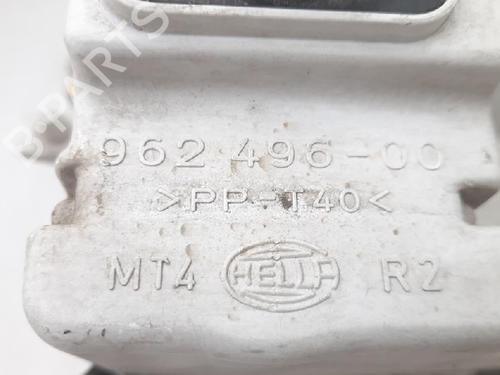 B-PARTS
962 496-00
>PP-T40<
MT4 HELLA R2